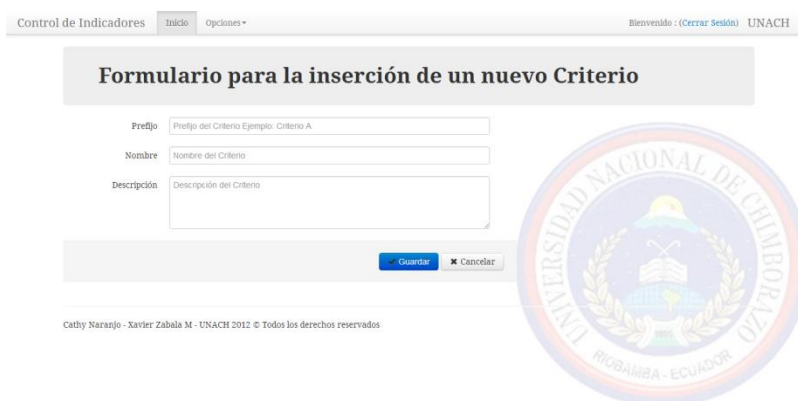 Control de Indicadores Inicio Opciones Bienvenido : (Cerrar Sesión) UNACH
Formulario para la inserción de un nuevo Criterio
Prefijo Prefijo del Criterio Ejemplo: Criterio A
Nombre Nombre del Criterio
Descripción Descripción del Criterio
Guardar Cancelar
Cathy Naranjo - Xavier Zabala M - UNACH 2012 © Todos los derechos reservados
UNIVERSIDAD NACIONAL DE CHIMBORAZO
RIOBAMBA - ECUADOR